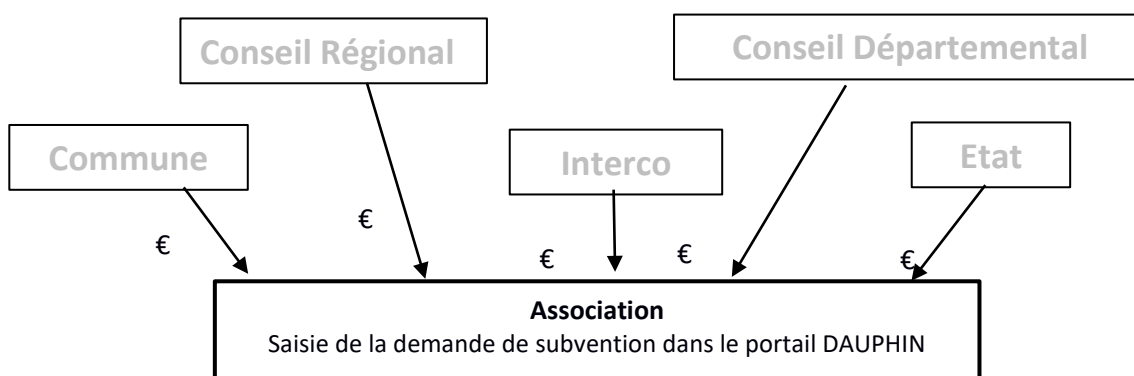 Conseil Régional
Conseil Départemental
Commune
Interco
Etat
€
€
€
€
€
Association
Saisie de la demande de subvention dans le portail DAUPHIN